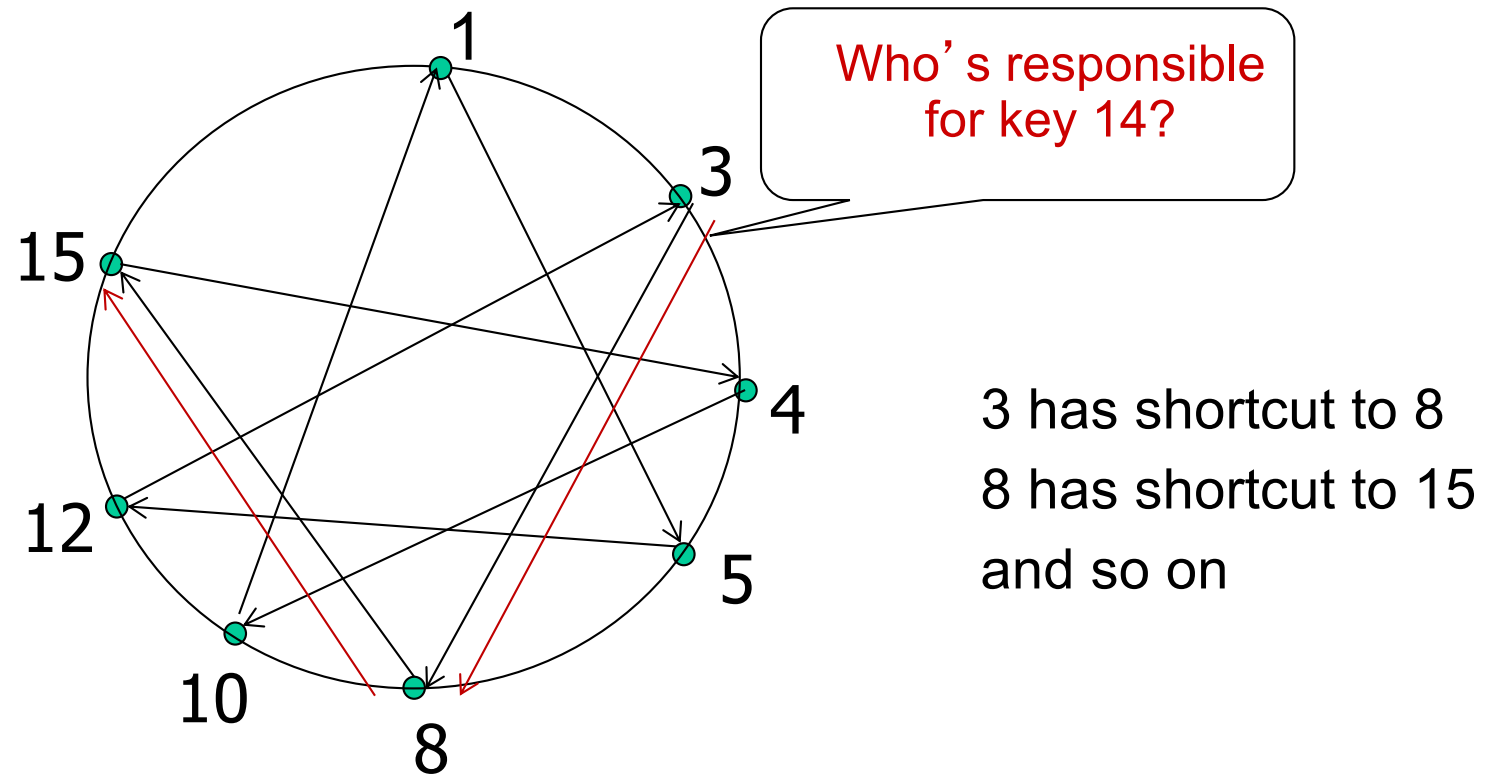 1
Who's responsible
for key 14?
3
15
4
3 has shortcut to 8
8 has shortcut to 15
12
and so on
5
10
8